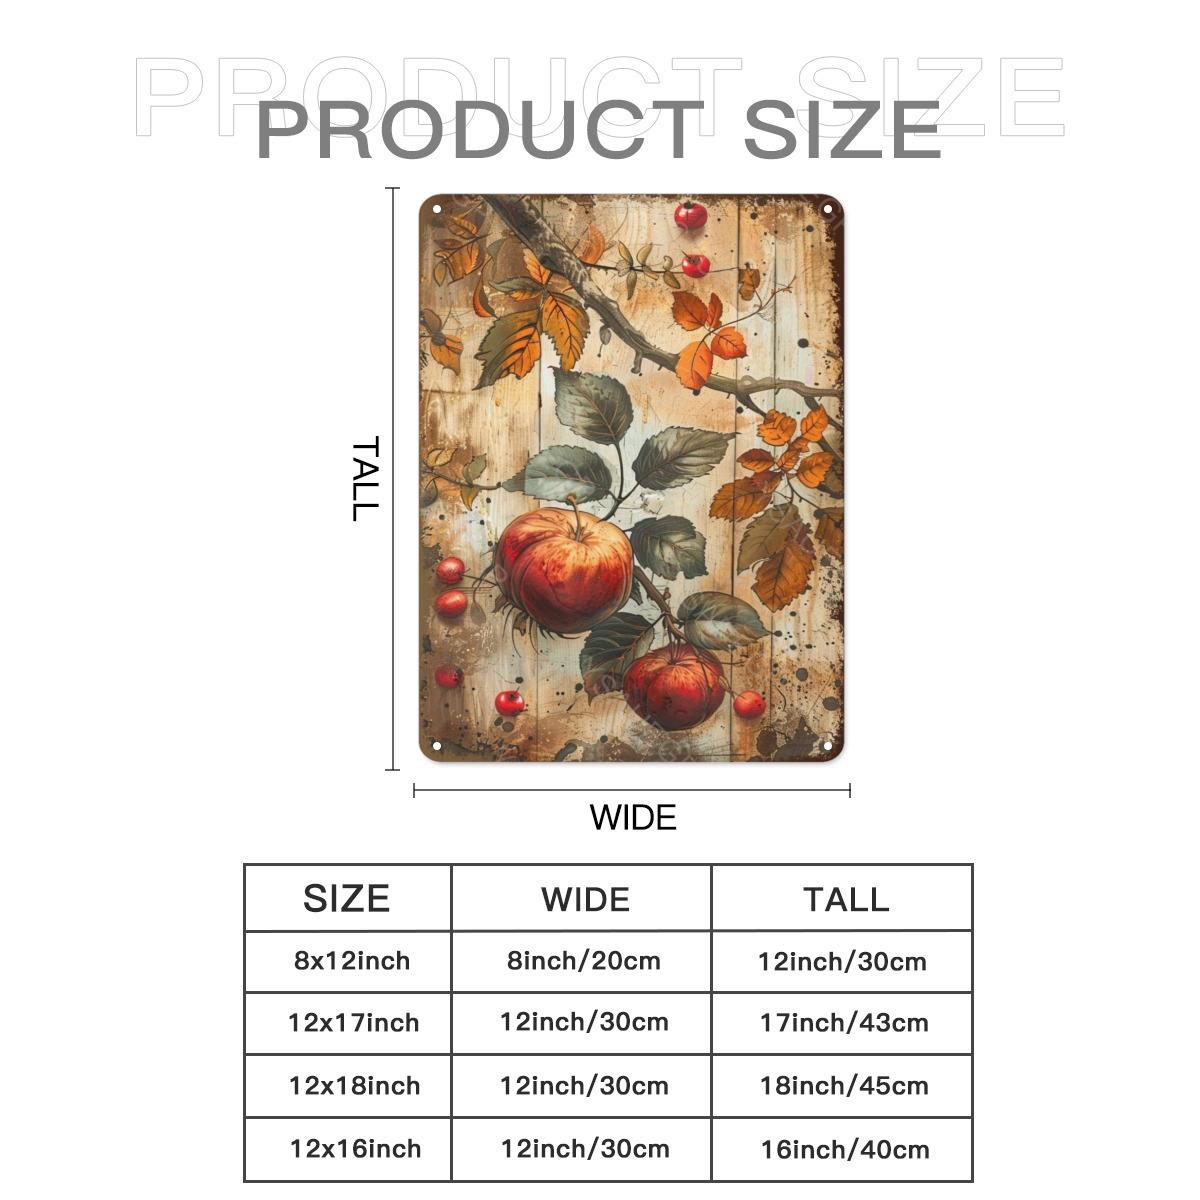 PRODUCT SIZE
PRODUCT SIZE
TALL
WIDE
SIZE WIDE TALL
8x12inch 8inch/20cm 12inch/30cm
12x17inch 12inch/30cm 17inch/43cm
12x18inch 12inch/30cm 18inch/45cm
12x16inch 12inch/30cm 16inch/40cm